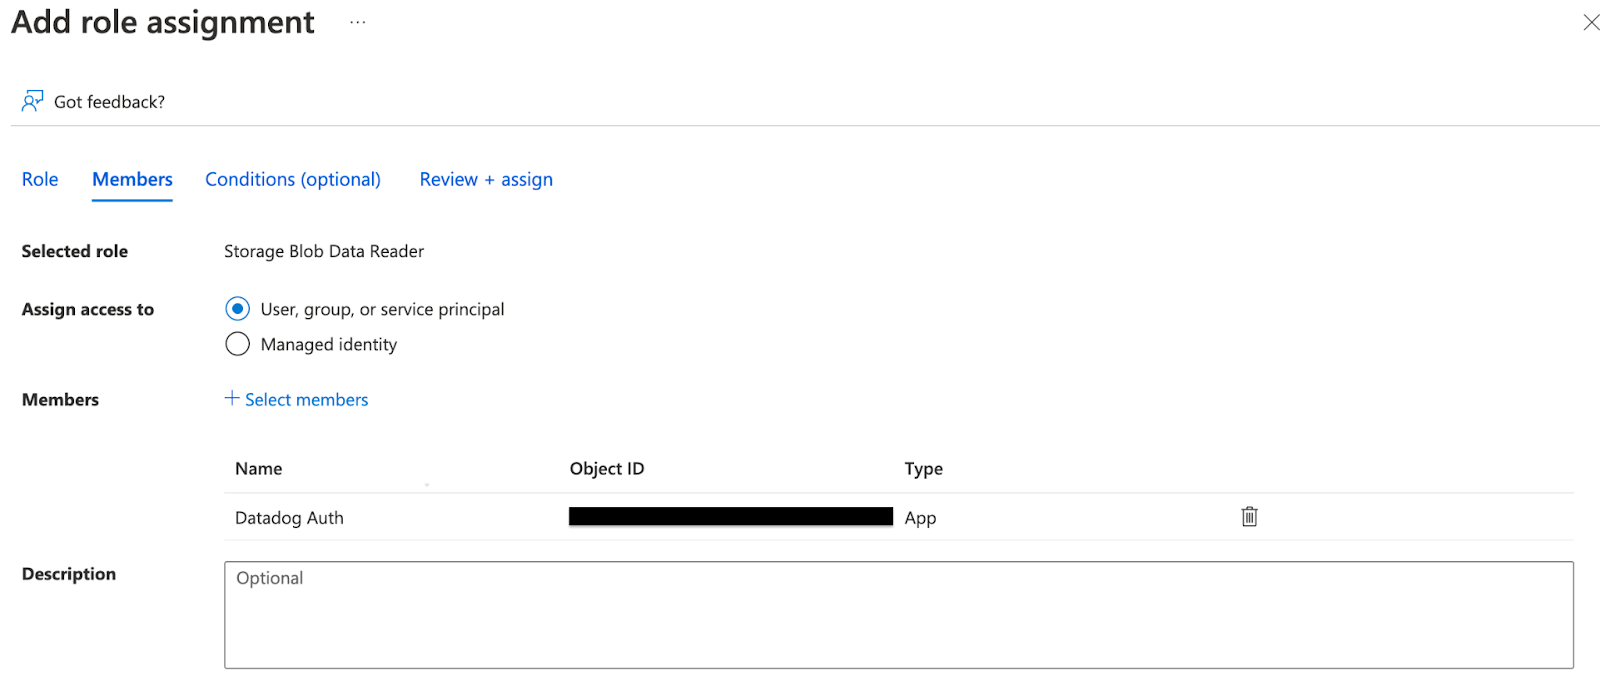 Add role assignment ...
Got feedback?
Role Members Conditions (optional) Review + assign
Selected role Storage Blob Data Reader
Assign access to User, group, or service principal
Managed identity
Members + Select members
Name Object ID Type
Datadog Auth App
Description Optional